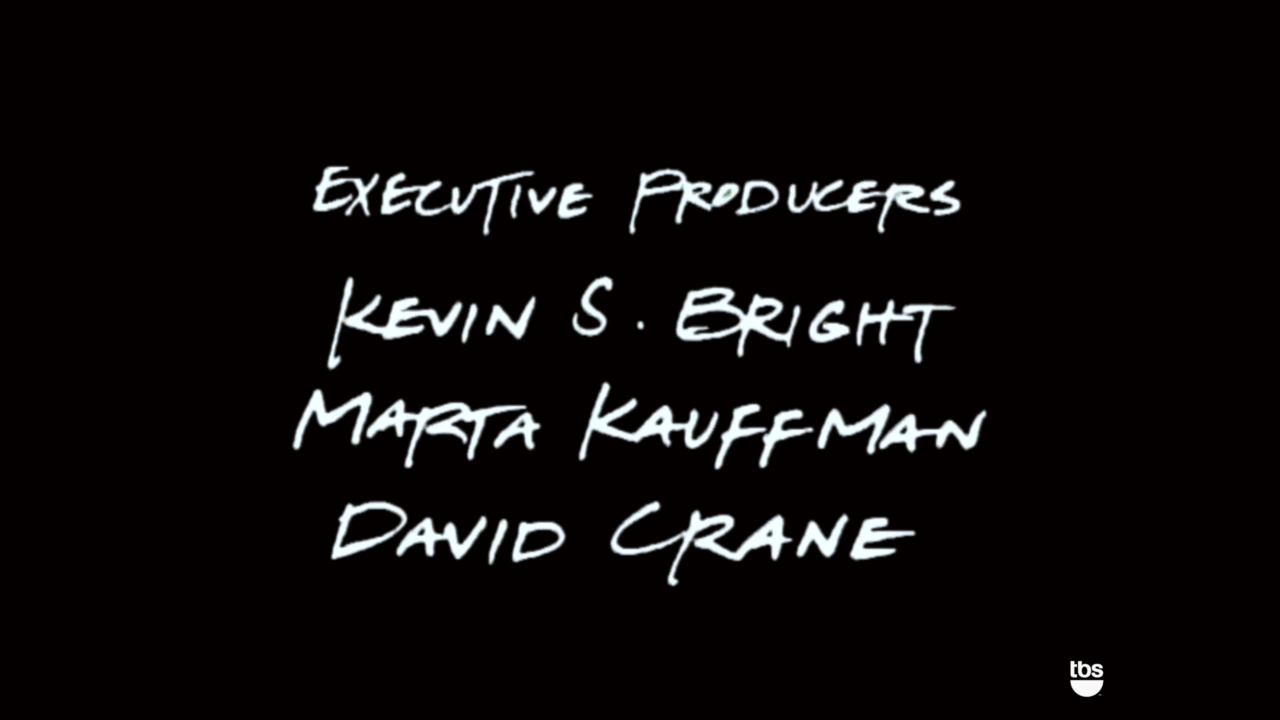 EXECUTIVE PRODUCERS
KEVIN S. BRIGHT
MARTA KAUFFMAN
DAVID CRANE
tbs